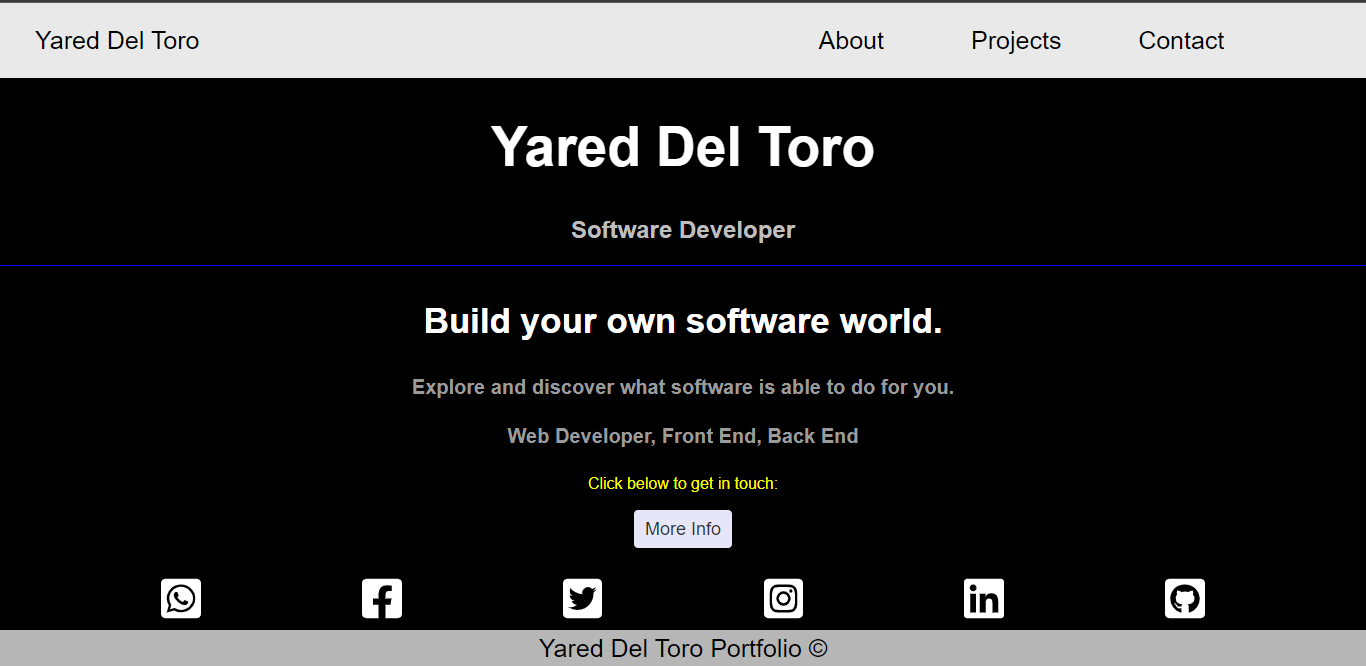 Yared Del Toro About Projects Contact
Yared Del Toro
Software Developer
Build your own software world.
Explore and discover what software is able to do for you.
Web Developer, Front End, Back End
Click below to get in touch:
More Info
in
Yared Del Toro Portfolio ©